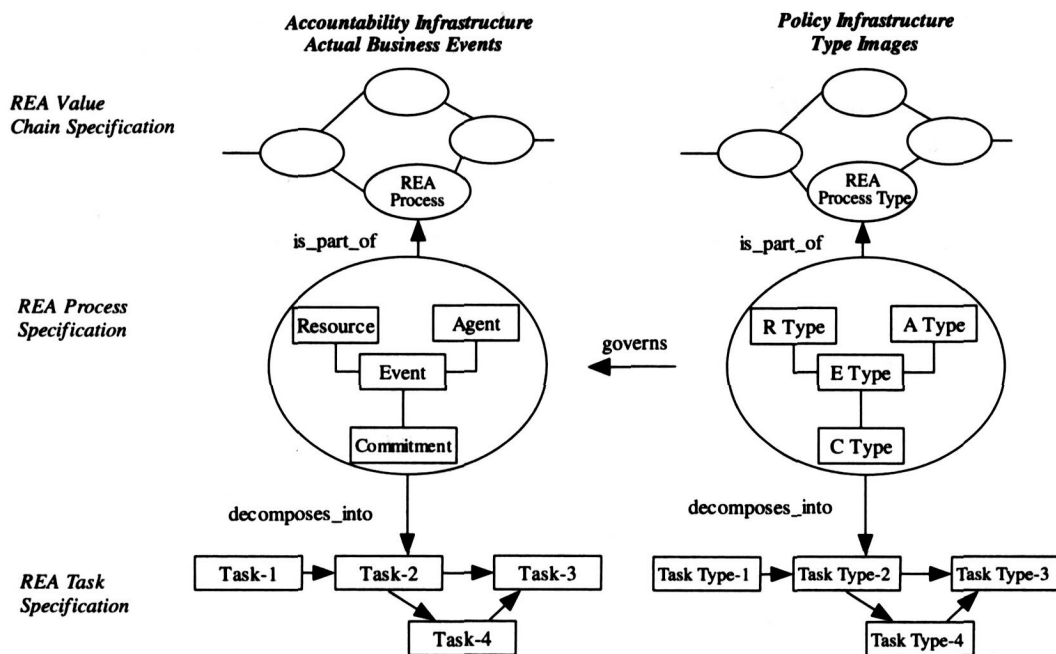 Accountability Infrastructure
Actual Business Events
Policy Infrastructure
Type Images
REA Value
Chain Specification
REA
Process
REA
Process Type
is_part_of
is_part_of
REA Process
Specification
Resource
Agent
Event
Commitment
governs
R Type
A Type
E Type
C Type
decomposes_into
decomposes_into
REA Task
Specification
Task-1
Task-2
Task-3
Task-4
Task Type-1
Task Type-2
Task Type-3
Task Type-4